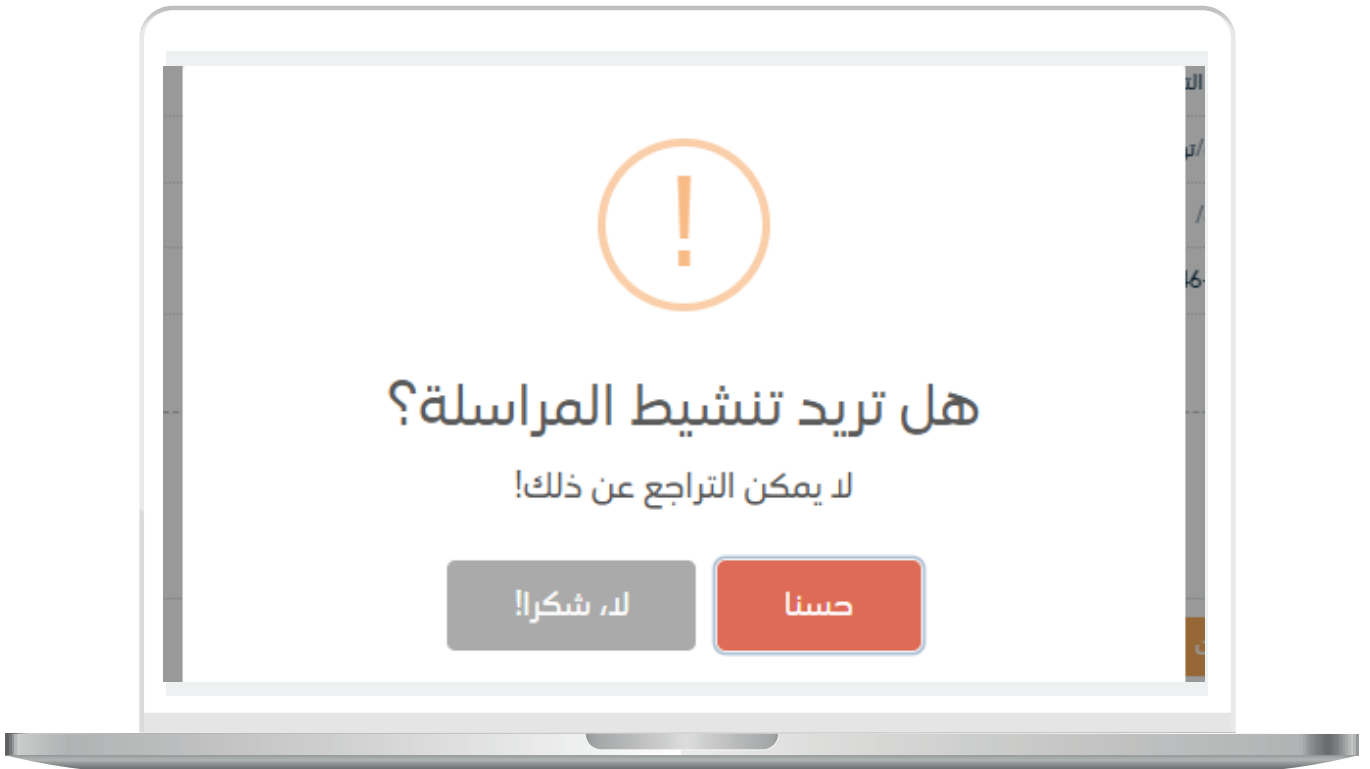 هل تريد تنشيط المراسلة؟
لا يمكن التراجع عن ذلك!
حسنا
لا، شكرا!